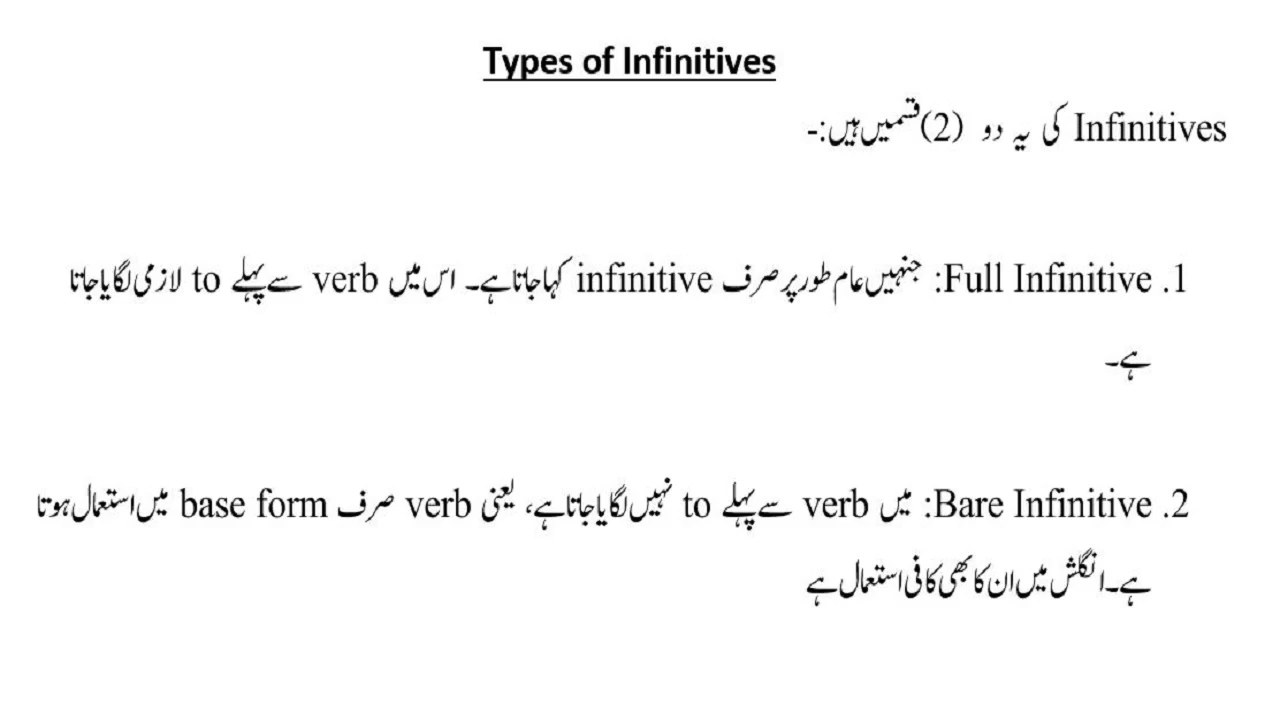 Types of Infinitives
Infinitives کی یہ دو (2) قسمیں ہیں:-
1. Full Infinitive: جنہیں عام طور پر صرف infinitive کہا جاتا ہے۔ اس میں verb سے پہلے to لازمی لگایا جاتا
ہے۔
2. Bare Infinitive: میں verb سے پہلے to نہیں لگایا جاتا ہے، یعنی verb صرف base form میں استعمال ہوتا
ہے۔ انگلش میں ان کا بھی کافی استعمال ہے